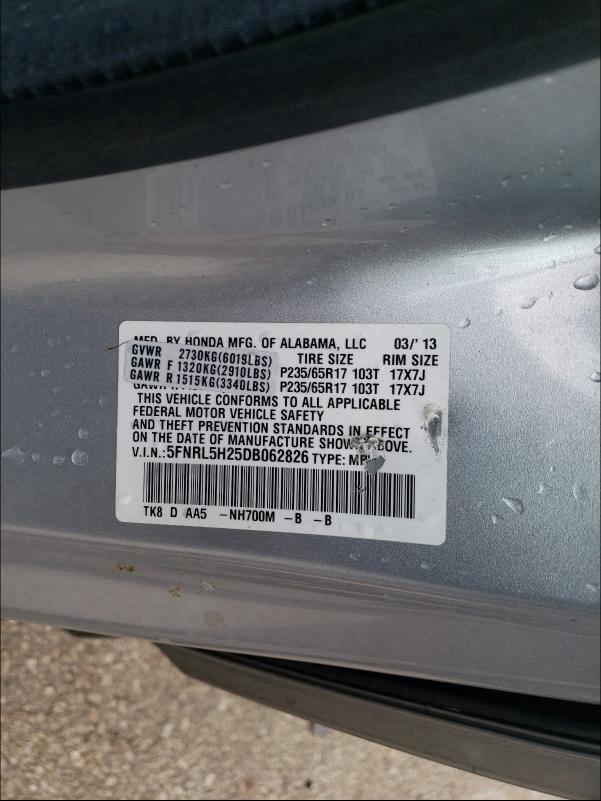 MFD. BY HONDA MFG. OF ALABAMA, LLC 03/'13
GVWR 2730KG(6019LBS) TIRE SIZE RIM SIZE
GAWR F 1320KG(2910LBS) P235/65R17 103T 17X7J
GAWR R 1515KG(3340LBS) P235/65R17 103T 17X7J
THIS VEHICLE CONFORMS TO ALL APPLICABLE
FEDERAL MOTOR VEHICLE SAFETY
AND THEFT PREVENTION STANDARDS IN EFFECT
ON THE DATE OF MANUFACTURE SHOWN ABOVE.
V.I.N.: 5FNRL5H25DB062826 TYPE: MPV
TK8 D AA5 -NH700M -B -B